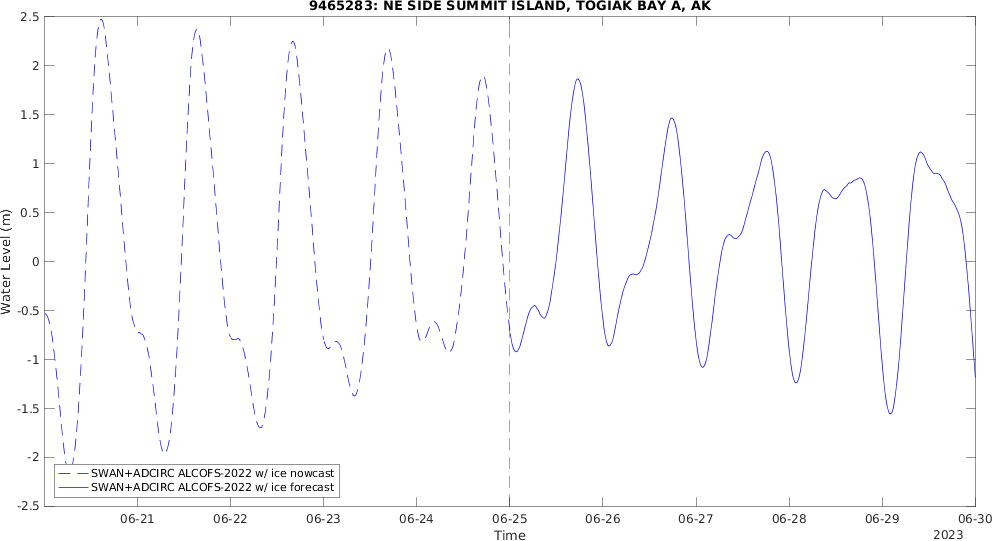 9465283: NE SIDE SUMMIT ISLAND, TOGIAK BAY A, AK
2.5
2
1.5
1
0.5
0
-0.5
-1
-1.5
-2
-2.5
Water Level (m)
SWAN+ADCIRC ALCOFS-2022 w/ ice nowcast
SWAN+ADCIRC ALCOFS-2022 w/ ice forecast
06-21 06-22 06-23 06-24 06-25 06-26 06-27 06-28 06-29 06-30
Time
2023